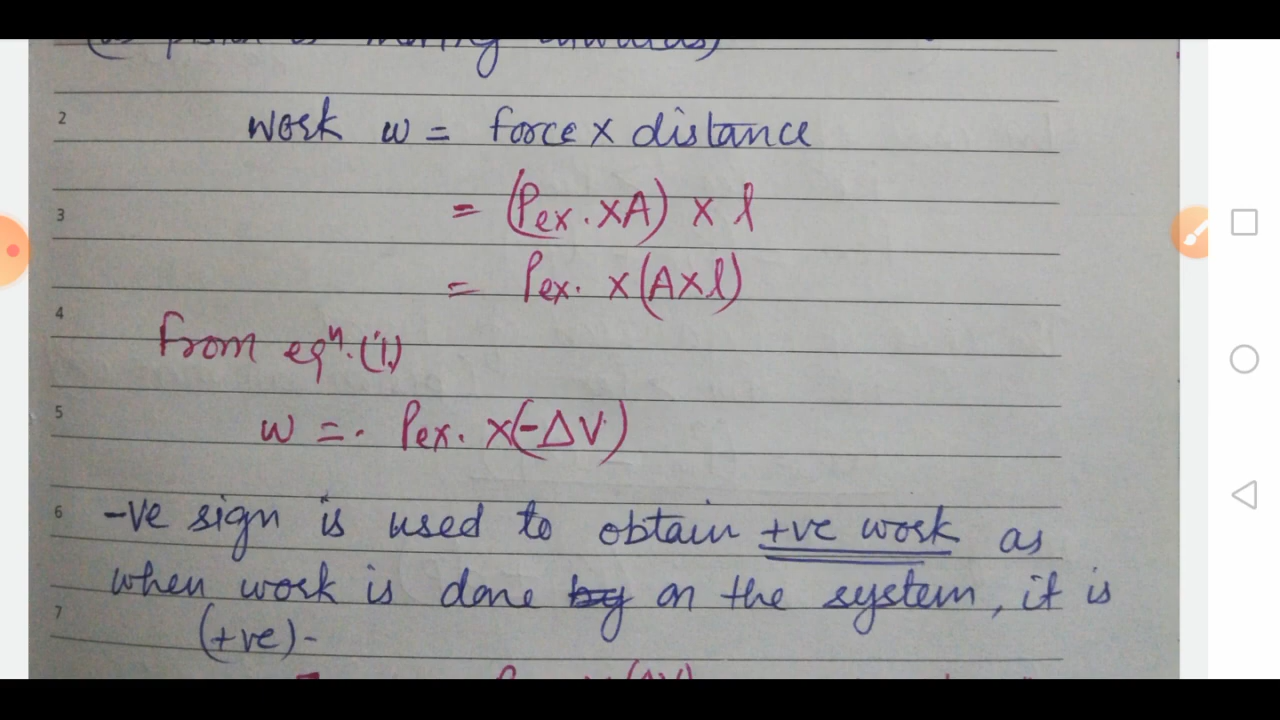 2
work w = force × distance
3
= (Pex. × A) × l
= Pex. × (A × l)
4
from eqⁿ. (1)
5
w = . Pex. × (-ΔV)
6
-ve sign is used to obtain +ve work as
when work is done by on the system, it is
7
(+ve) -